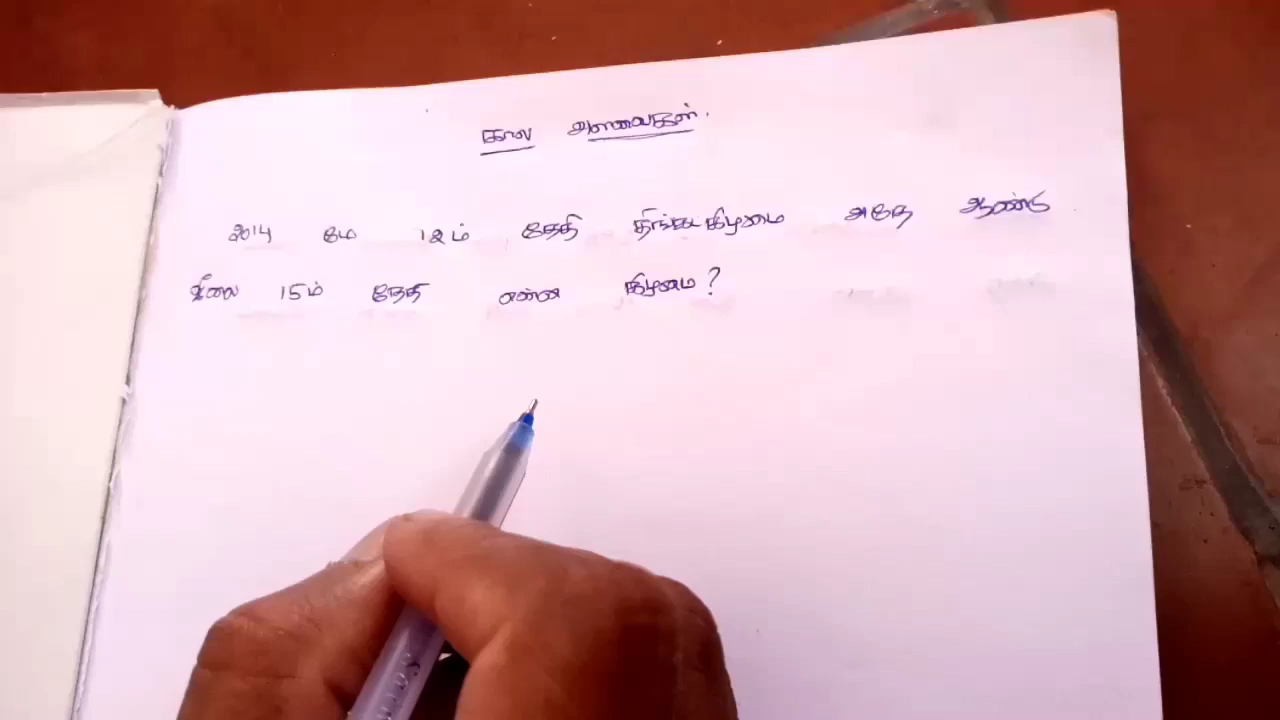 கால அளவைகள்.
2014 மே 12ம் தேதி திங்கட்கிழமை அதே ஆண்டு
ஜீலை 15ம் தேதி என்ன கிழமை?